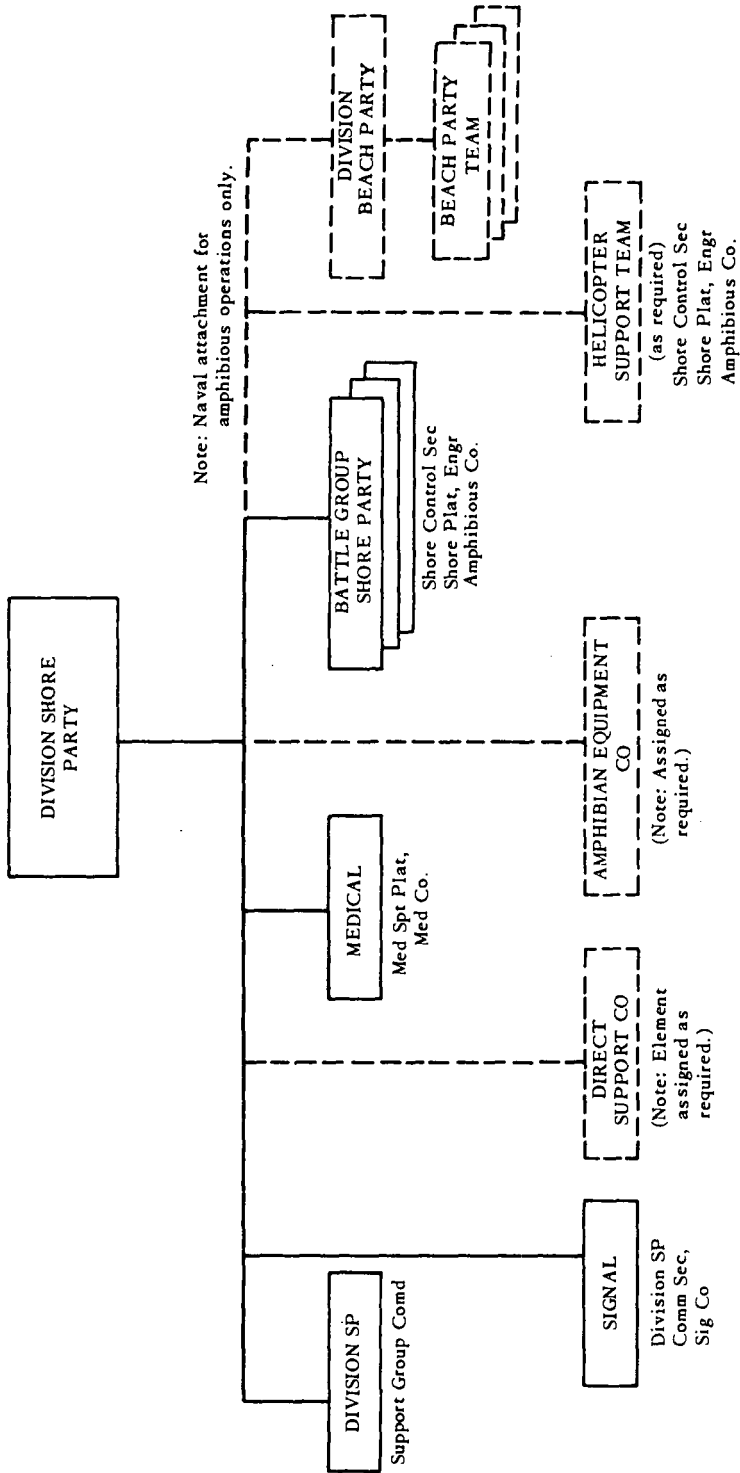 DIVISION SHORE
PARTY
Note: Naval attachment for
amphibious operations only.
DIVISION SP
Support Group Comd
MEDICAL
Med Spt Plat,
Med Co.
BATTLE GROUP
SHORE PARTY
Shore Control Sec
Shore Plat, Engr
Amphibious Co.
DIVISION
BEACH PARTY
BEACH PARTY
TEAM
SIGNAL
Division SP
Comm Sec,
Sig Co
DIRECT
SUPPORT CO
(Note: Element
assigned as
required.)
AMPHIBIAN EQUIPMENT
CO
(Note: Assigned as
required.)
HELICOPTER
SUPPORT TEAM
(as required)
Shore Control Sec
Shore Plat, Engr
Amphibious Co.